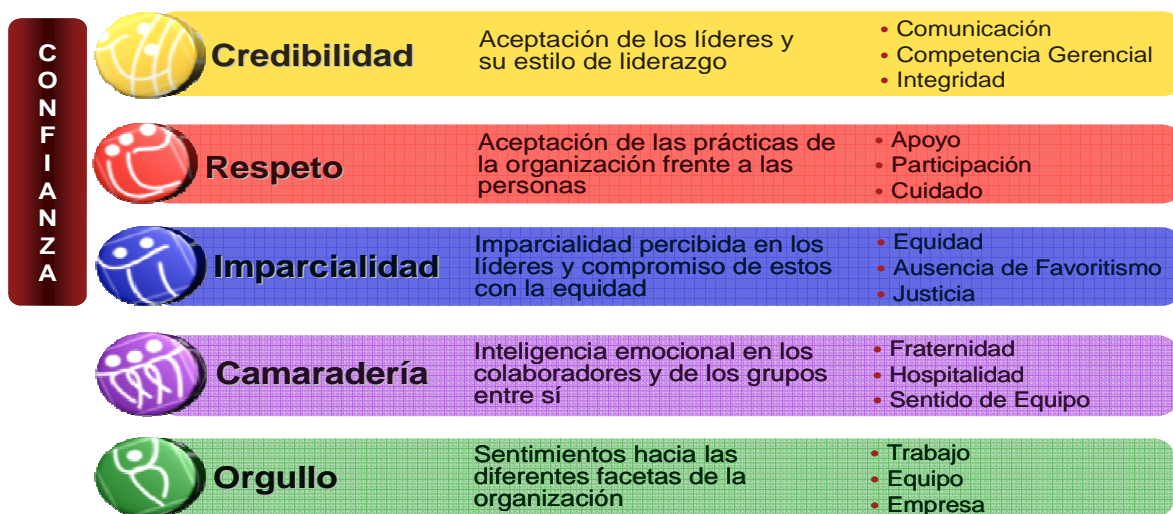 CONFIANZA
Credibilidad
Aceptación de los líderes y
su estilo de liderazgo
• Comunicación
• Competencia Gerencial
• Integridad
Respeto
Aceptación de las prácticas de
la organización frente a las
personas
• Apoyo
• Participación
• Cuidado
Imparcialidad
Imparcialidad percibida en los
líderes y compromiso de estos
con la equidad
• Equidad
• Ausencia de Favoritismo
• Justicia
Camaradería
Inteligencia emocional en los
colaboradores y de los grupos
entre sí
• Fraternidad
• Hospitalidad
• Sentido de Equipo
Orgullo
Sentimientos hacia las
diferentes facetas de la
organización
• Trabajo
• Equipo
• Empresa